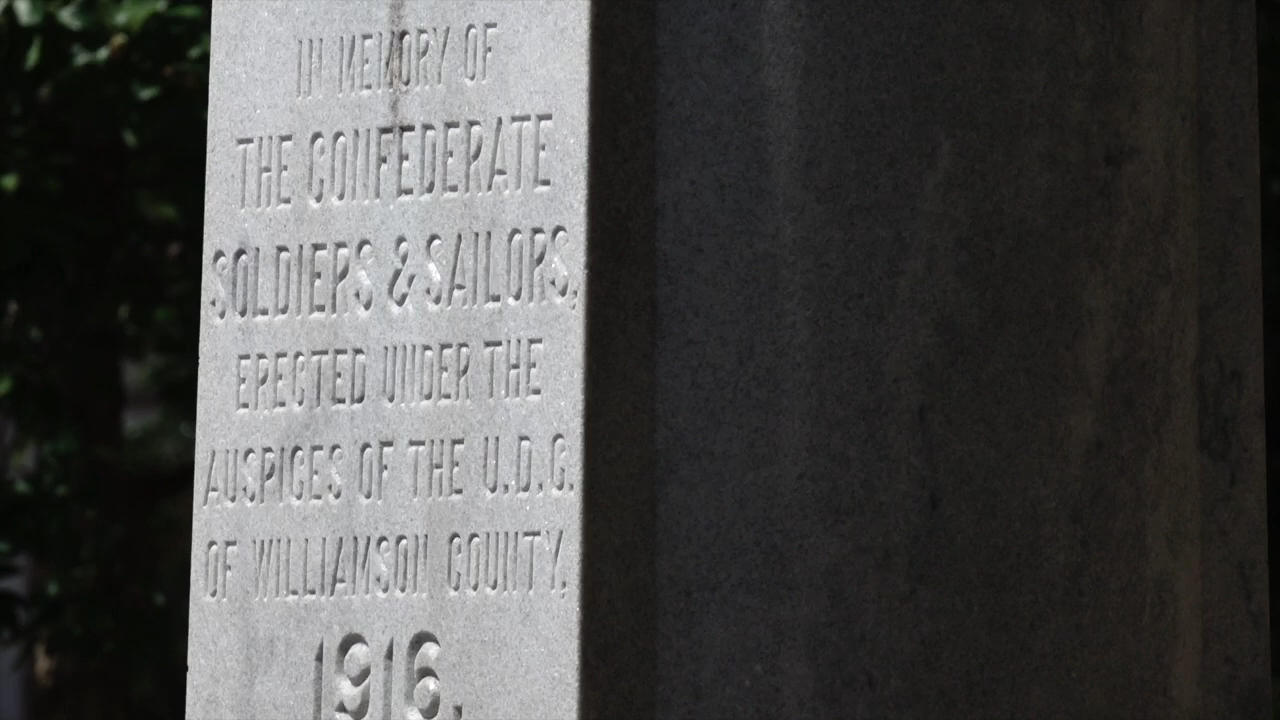 IN MEMORY OF
THE CONFEDERATE
SOLDIERS & SAILORS,
ERECTED UNDER THE
AUSPICES OF THE U.D.C.
OF WILLIAMSON COUNTY,
1916.